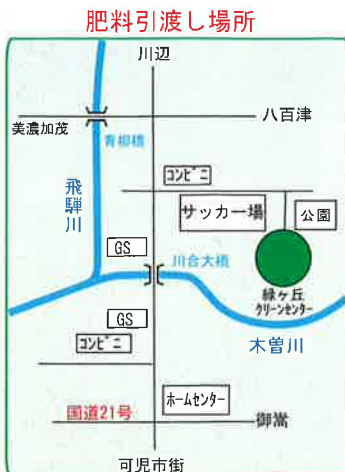 肥料引渡し場所
川辺
八百津
美濃加茂
青柳橋
コンビニ
飛騨川
サッカー場
公園
GS
川合大橋
緑ヶ丘
クリーンセンター
GS
コンビニ
木曽川
ホームセンター
国道21号
御嵩
可児市街